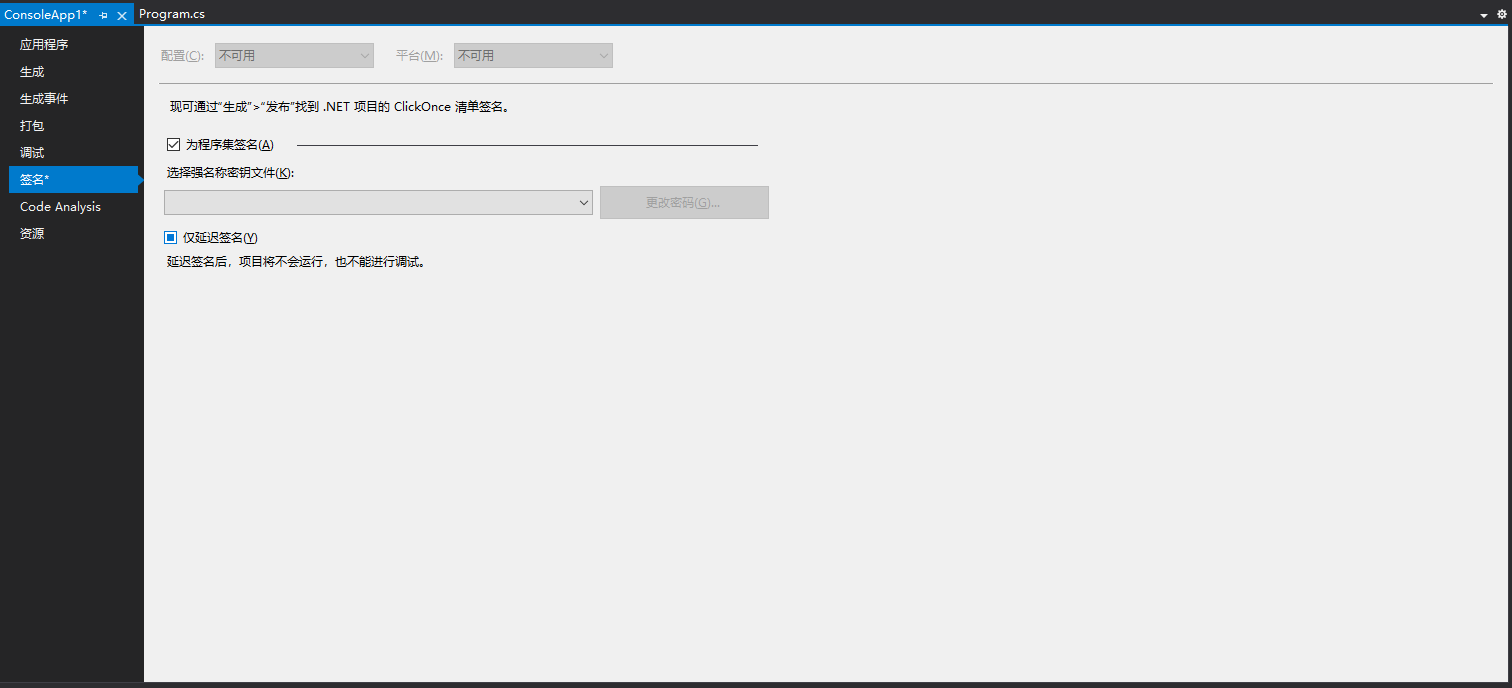 ConsoleApp1*
Program.cs
应用程序
生成
生成事件
打包
调试
签名*
Code Analysis
资源
配置(C): 不可用 平台(M): 不可用
现可通过“生成”>“发布”找到 .NET 项目的 ClickOnce 清单签名。
为程序集签名(A)
选择强名称密钥文件(K):
更改密码(G)...
仅延迟签名(Y)
延迟签名后，项目将不会运行，也不能进行调试。